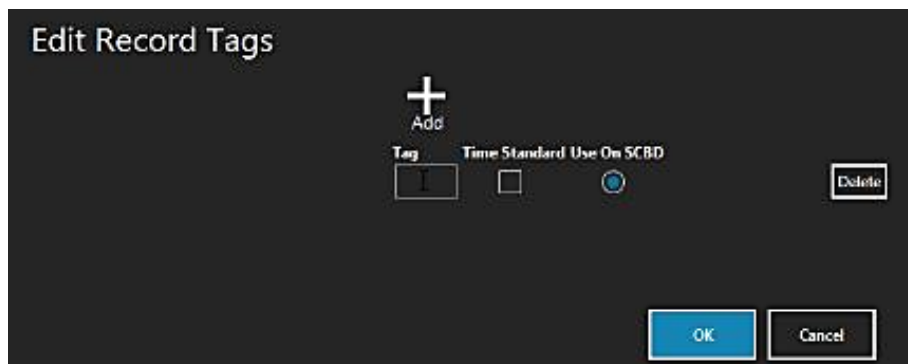 Edit Record Tags
Add
Tag Time Standard Use On SCBD
Delete
OK Cancel